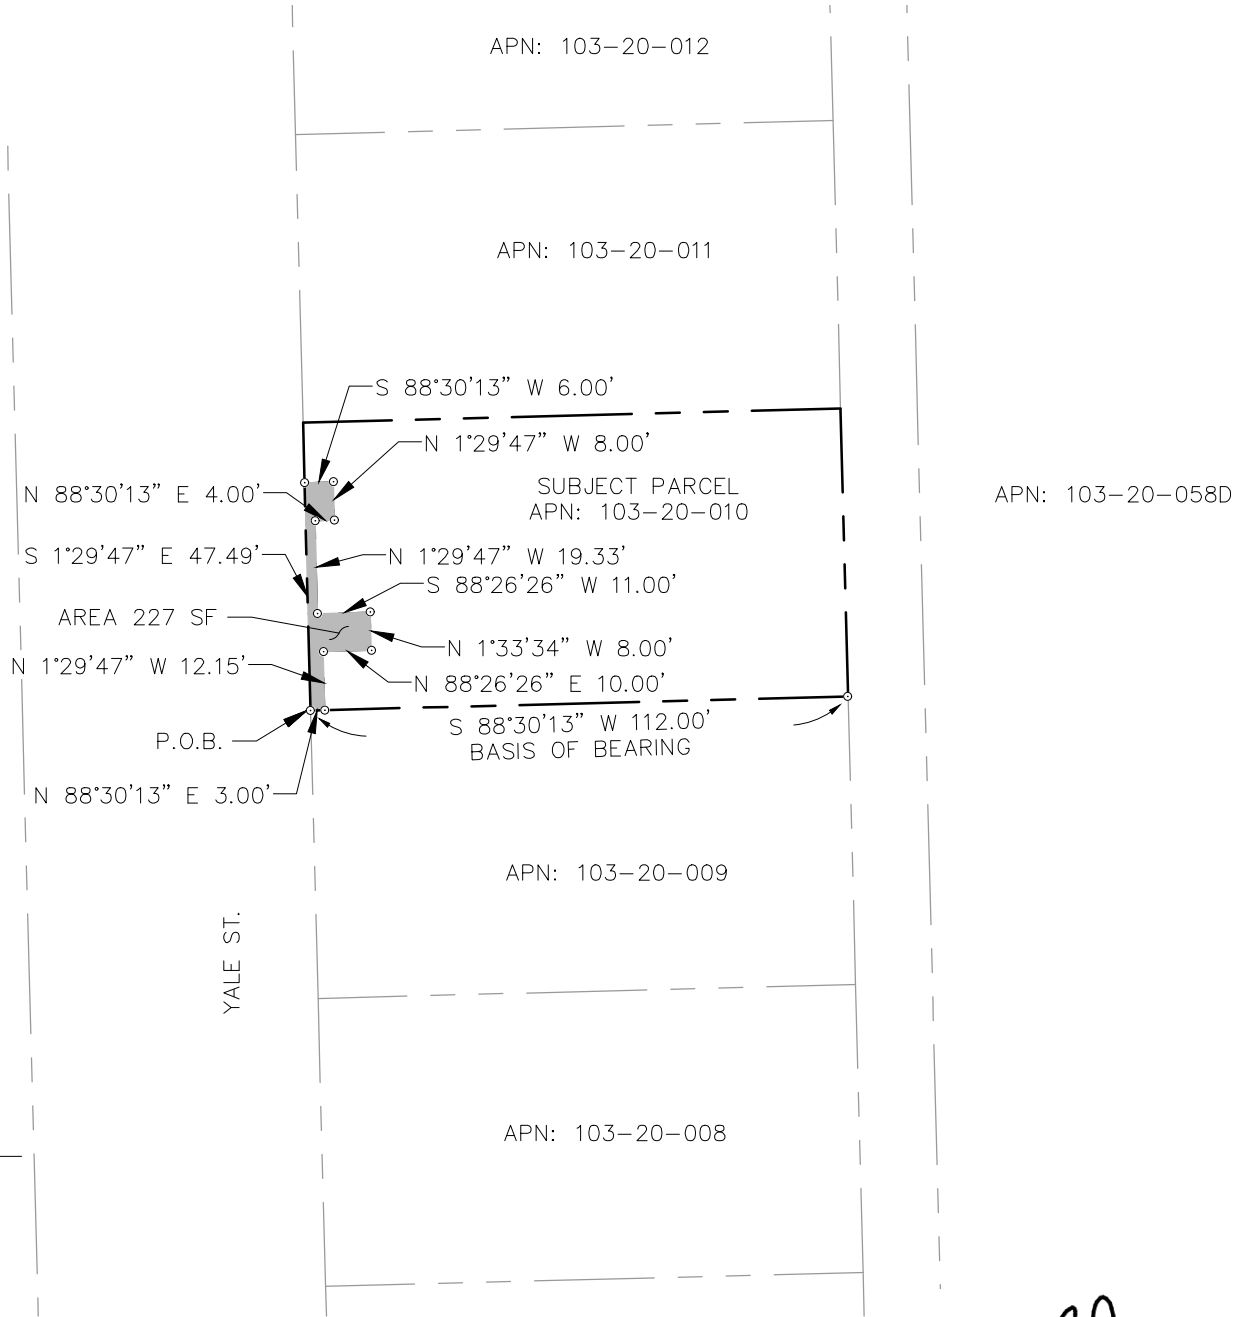 APN: 103-20-012
APN: 103-20-011
S 88°30'13" W 6.00'
N 1°29'47" W 8.00'
N 88°30'13" E 4.00'
SUBJECT PARCEL
APN: 103-20-010
APN: 103-20-058D
S 1°29'47" E 47.49'
N 1°29'47" W 19.33'
S 88°26'26" W 11.00'
AREA 227 SF
N 1°33'34" W 8.00'
N 1°29'47" W 12.15'
N 88°26'26" E 10.00'
S 88°30'13" W 112.00'
BASIS OF BEARING
P.O.B.
N 88°30'13" E 3.00'
APN: 103-20-009
YALE ST.
APN: 103-20-008